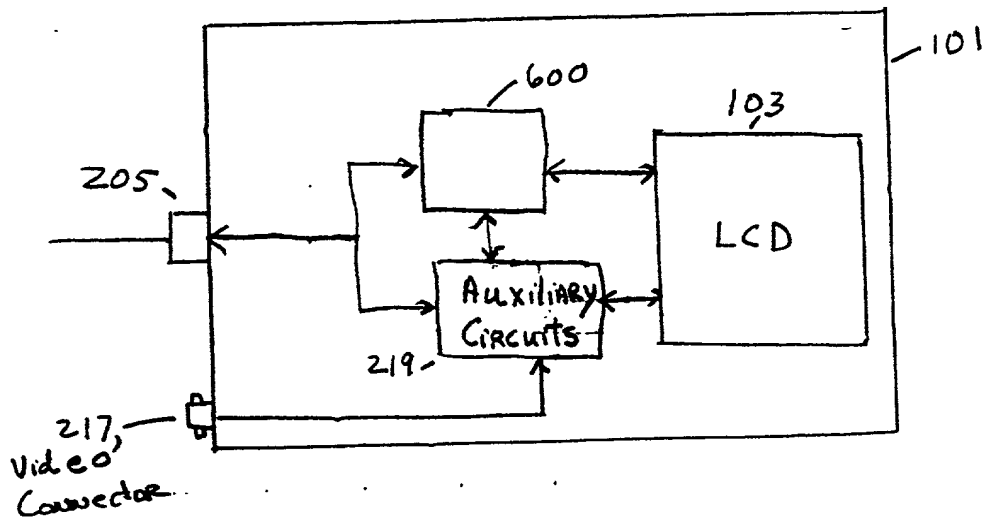 101
600
103
205
LCD
Auxiliary
Circuits
219
217,
Video
Connector